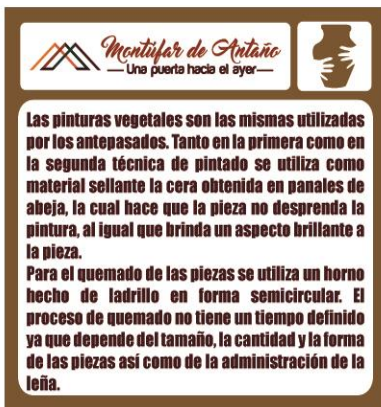 Montúfar de Antaño
Una puerta hacia el ayer
Las pinturas vegetales son las mismas utilizadas
por los antepasados. Tanto en la primera como en
la segunda técnica de pintado se utiliza como
material sellante la cera obtenida en panales de
abeja, la cual hace que la pieza no desprenda la
pintura, al igual que brinda un aspecto brillante a
la pieza.
Para el quemado de las piezas se utiliza un horno
hecho de ladrillo en forma semicircular. El
proceso de quemado no tiene un tiempo definido
ya que depende del tamaño, la cantidad y la forma
de las piezas así como de la administración de la
leña.